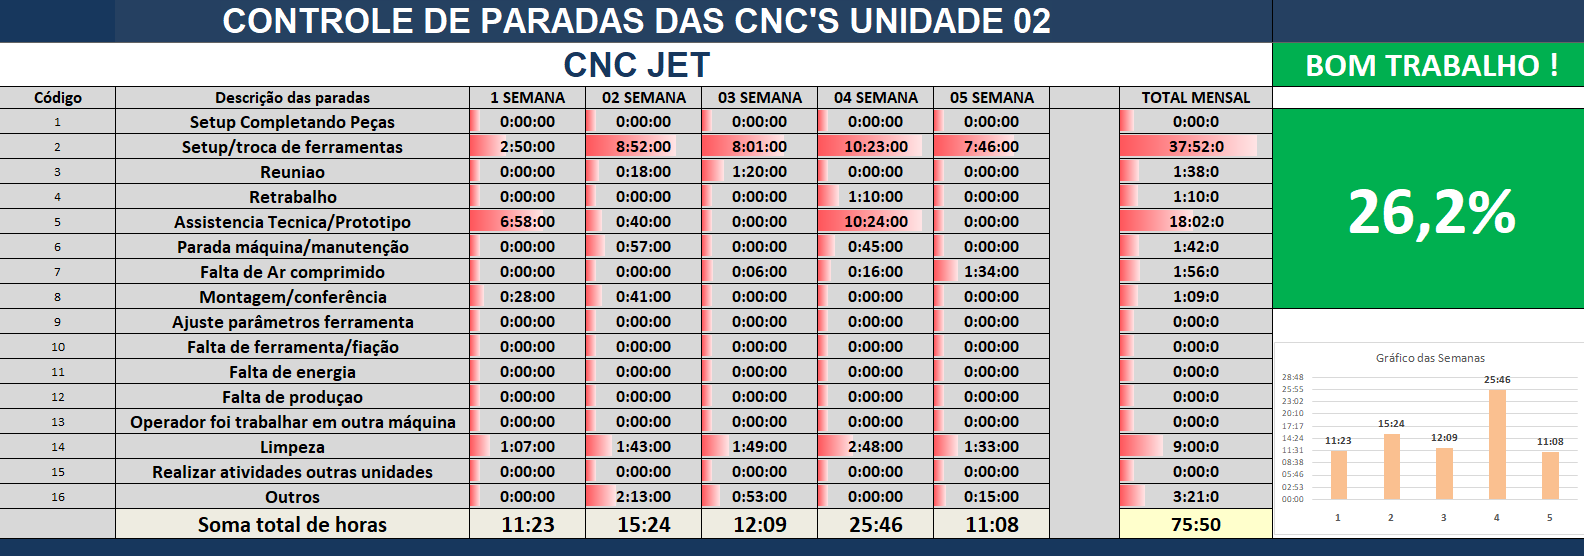 CONTROLE DE PARADAS DAS CNC'S UNIDADE 02
CNC JET
BOM TRABALHO !
Código Descrição das paradas 1 SEMANA 02 SEMANA 03 SEMANA 04 SEMANA 05 SEMANA TOTAL MENSAL
1 Setup Completando Peças 0:00:00 0:00:00 0:00:00 0:00:00 0:00:00 0:00:0
2 Setup/troca de ferramentas 2:50:00 8:52:00 8:01:00 10:23:00 7:46:00 37:52:0
3 Reuniao 0:00:00 0:18:00 1:20:00 0:00:00 0:00:00 1:38:0
4 Retrabalho 0:00:00 0:00:00 0:00:00 1:10:00 0:00:00 1:10:0
5 Assistencia Tecnica/Prototipo 6:58:00 0:40:00 0:00:00 10:24:00 0:00:00 18:02:0
6 Parada máquina/manutenção 0:00:00 0:57:00 0:00:00 0:45:00 0:00:00 1:42:0
7 Falta de Ar comprimido 0:00:00 0:00:00 0:06:00 0:16:00 1:34:00 1:56:0
8 Montagem/conferência 0:28:00 0:41:00 0:00:00 0:00:00 0:00:00 1:09:0
9 Ajuste parâmetros ferramenta 0:00:00 0:00:00 0:00:00 0:00:00 0:00:00 0:00:0
10 Falta de ferramenta/fiação 0:00:00 0:00:00 0:00:00 0:00:00 0:00:00 0:00:0
11 Falta de energia 0:00:00 0:00:00 0:00:00 0:00:00 0:00:00 0:00:0
12 Falta de produçao 0:00:00 0:00:00 0:00:00 0:00:00 0:00:00 0:00:0
13 Operador foi trabalhar em outra máquina 0:00:00 0:00:00 0:00:00 0:00:00 0:00:00 0:00:0
14 Limpeza 1:07:00 1:43:00 1:49:00 2:48:00 1:33:00 9:00:0
15 Realizar atividades outras unidades 0:00:00 0:00:00 0:00:00 0:00:00 0:00:00 0:00:0
16 Outros 0:00:00 2:13:00 0:53:00 0:00:00 0:15:00 3:21:0
Soma total de horas 11:23 15:24 12:09 25:46 11:08 75:50
26,2%
Gráfico das Semanas
28:48
25:55
23:02
20:10
17:17
14:24
11:31
08:38
05:46
02:53
00:00
11:23 15:24 12:09 25:46 11:08
1 2 3 4 5